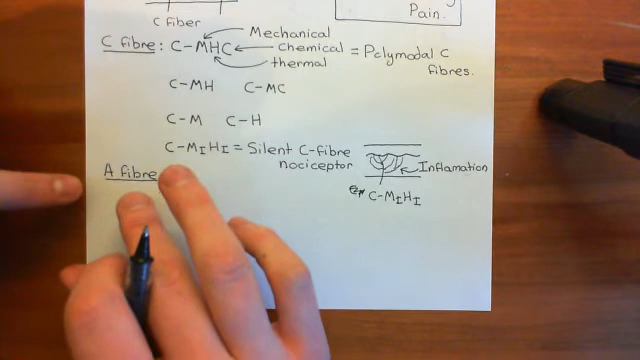 C fiber
Pain.
C fibre: C-MHC
Mechanical
chemical
thermal
= Polymodal C
fibres.
C-MH C-MC
C-M C-H
C-MIHI = Silent C-fibre
nociceptor
Inflamation
C-MIHI
A fibre